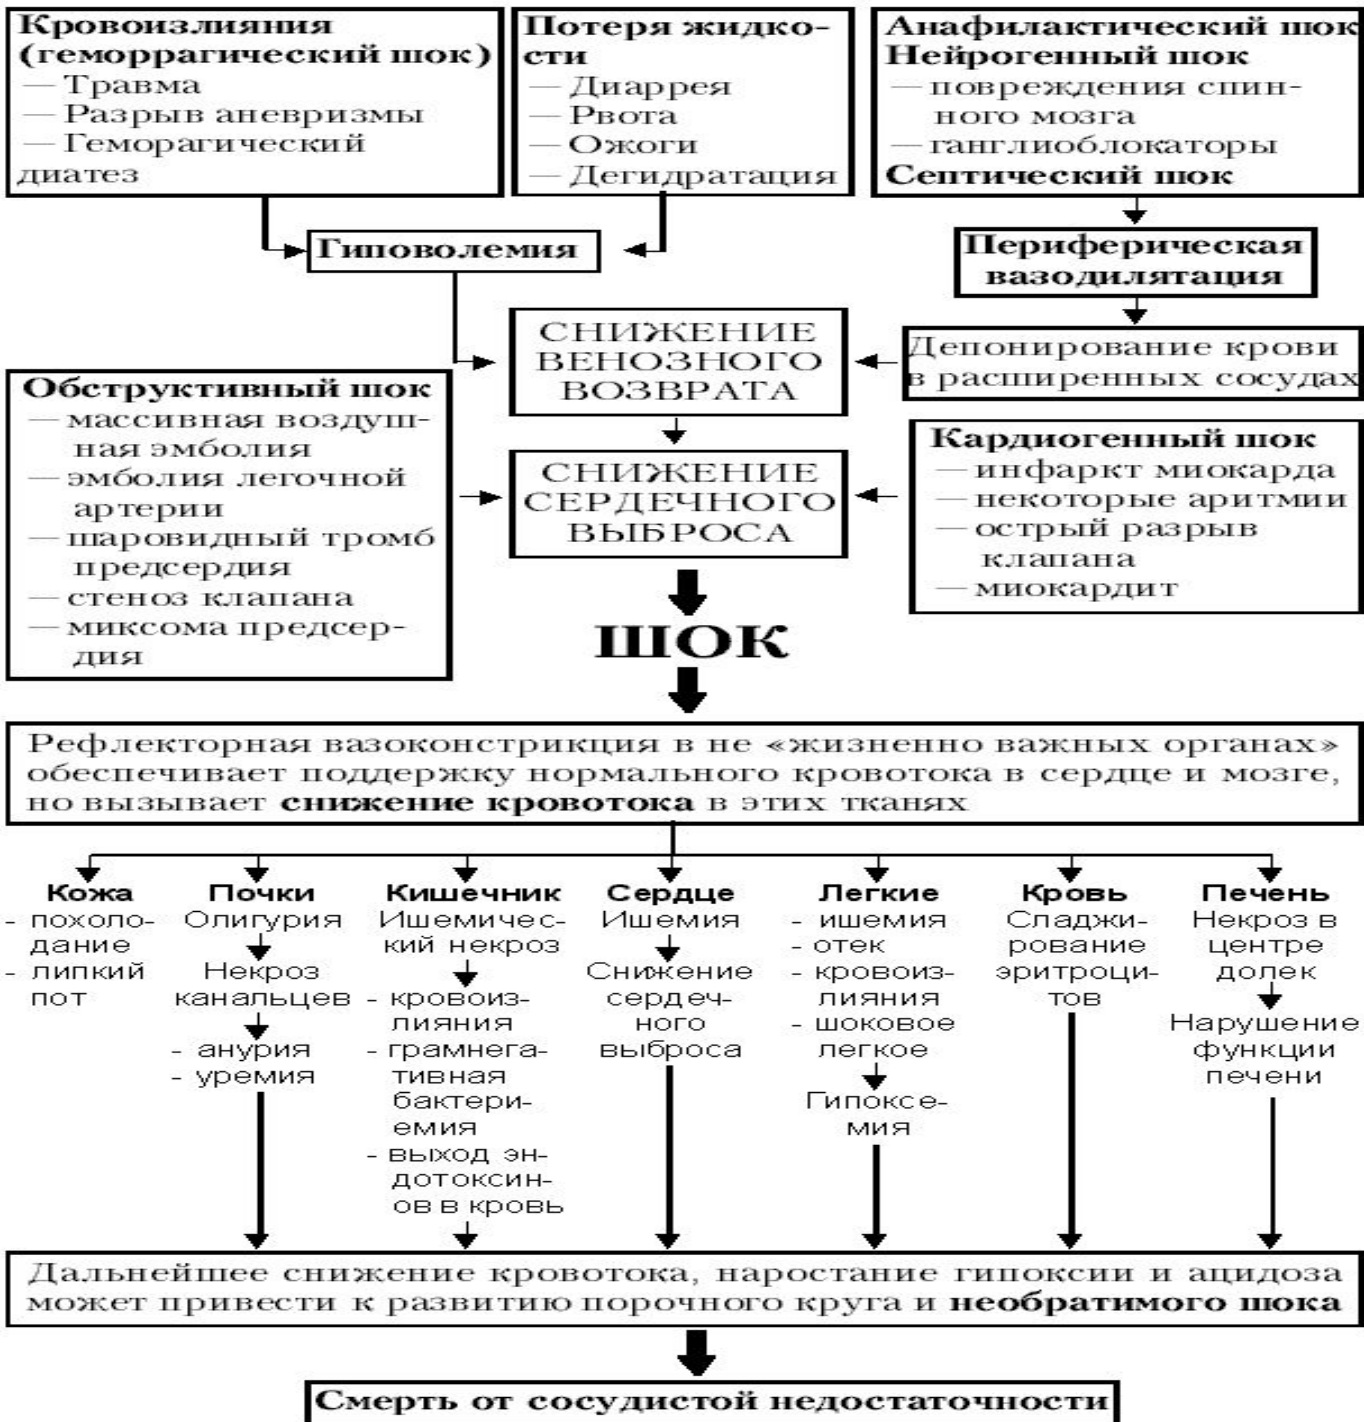 Кровоизлияния
(геморрагический шок)
— Травма
— Разрыв аневризмы
— Геморагический
диатез
Потеря жидко-
сти
— Диаррея
— Рвота
— Ожоги
— Дегидратация
Анафилактический шок
Нейрогенный шок
— повреждения спин-
ного мозга
— ганглиоблокаторы
Септический шок
Гиповолемия
Периферическая
вазодилятация
СНИЖЕНИЕ
ВЕНОЗНОГО
ВОЗВРАТА
Депонирование крови
в расширенных сосудах
Обструктивный шок
— массивная воздуш-
ная эмболия
— эмболия легочной
артерии
— шаровидный тромб
предсердия
— стеноз клапана
— миксома предсер-
дия
СНИЖЕНИЕ
СЕРДЕЧНОГО
ВЫБРОСА
Кардиогенный шок
— инфаркт миокарда
— некоторые аритмии
— острый разрыв
клапана
— миокардит
ШОК
Рефлекторная вазоконстрикция в не «жизненно важных органах»
обеспечивает поддержку нормального кровотока в сердце и мозге,
но вызывает снижение кровотока в этих тканях
Кожа
- похоло-
дание
- липкий
пот
Почки
Олигурия
Некроз
канальцев
- анурия
- уремия
Кишечник
Ишемичес-
кий некроз
- кровоиз-
лияния
- грамнега-
тивная
бактери-
емия
- выход эн-
дотоксин-
ов в кровь
Сердце
Ишемия
Снижение
сердеч-
ного
выброса
Легкие
- ишемия
- отек
- кровоиз-
лияния
- шоковое
легкое
Гипоксе-
мия
Кровь
Сладжи-
рование
эритроци-
тов
Печень
Некроз в
центре
долек
Нарушение
функции
печени
Дальнейшее снижение кровотока, наростание гипоксии и ацидоза
может привести к развитию порочного круга и необратимого шока
Смерть от сосудистой недостаточности